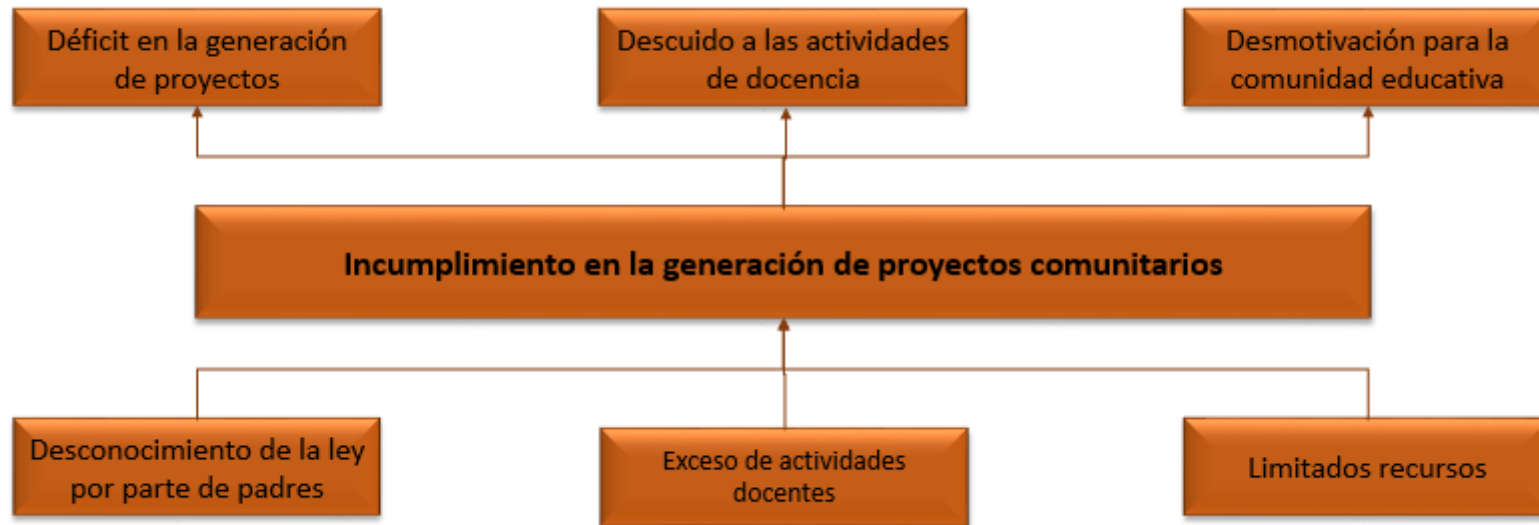 Déficit en la generación
de proyectos
Descuido a las actividades
de docencia
Desmotivación para la
comunidad educativa
Incumplimiento en la generación de proyectos comunitarios
Desconocimiento de la ley
por parte de padres
Exceso de actividades
docentes
Limitados recursos